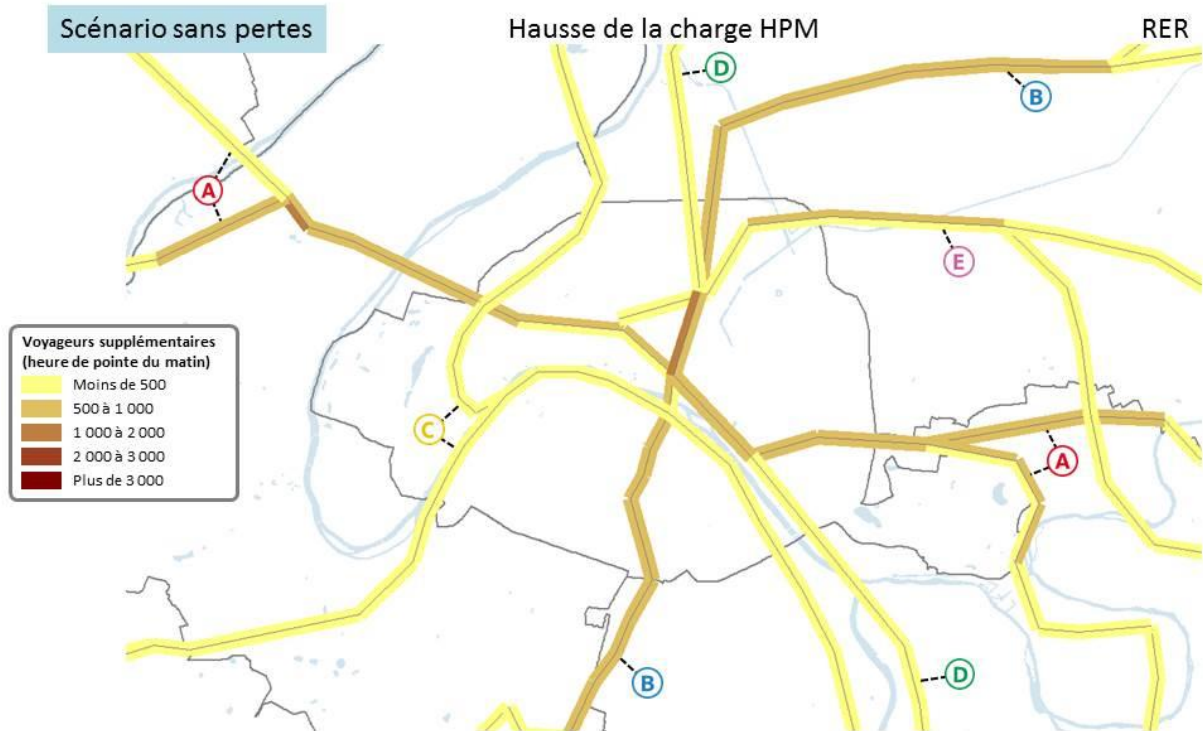 Scénario sans pertes
Hausse de la charge HPM
RER
D
B
A
E
Voyageurs supplémentaires
(heure de pointe du matin)
Moins de 500
500 à 1 000
1 000 à 2 000
2 000 à 3 000
Plus de 3 000
C
A
B
D